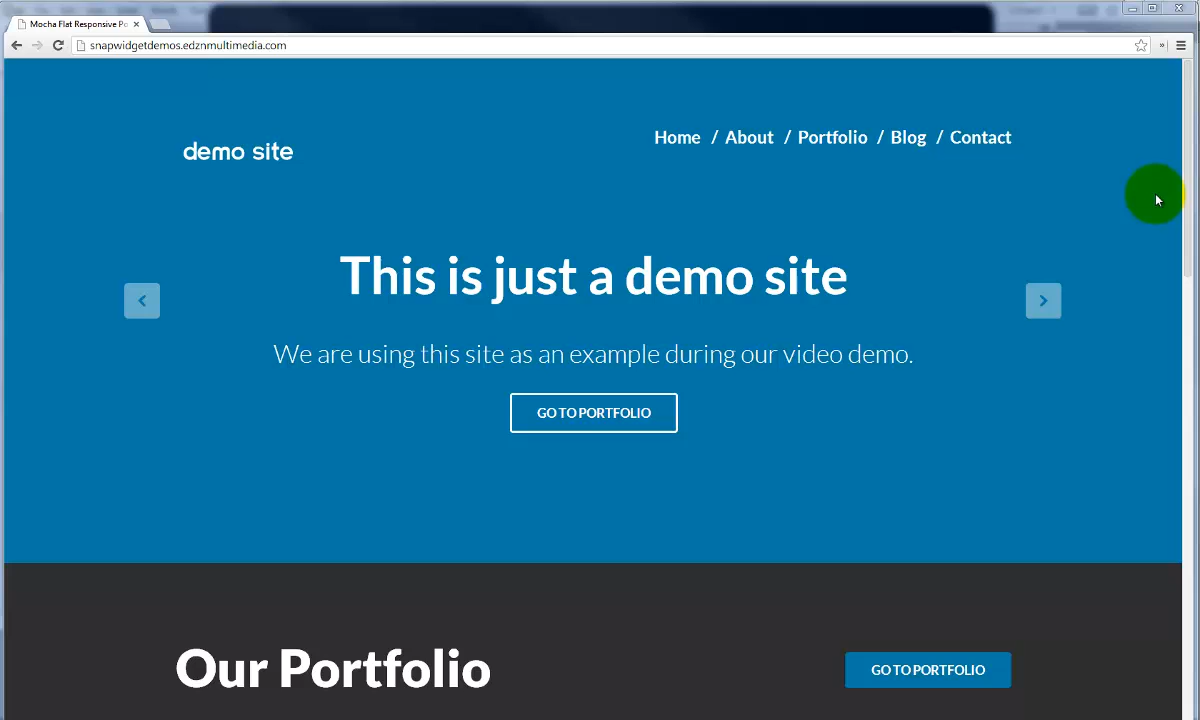 Mocha Flat Responsive Po
snapwidgetdemos.edznmultimedia.com
demo site
Home / About / Portfolio / Blog / Contact
This is just a demo site
We are using this site as an example during our video demo.
GO TO PORTFOLIO
Our Portfolio
GO TO PORTFOLIO